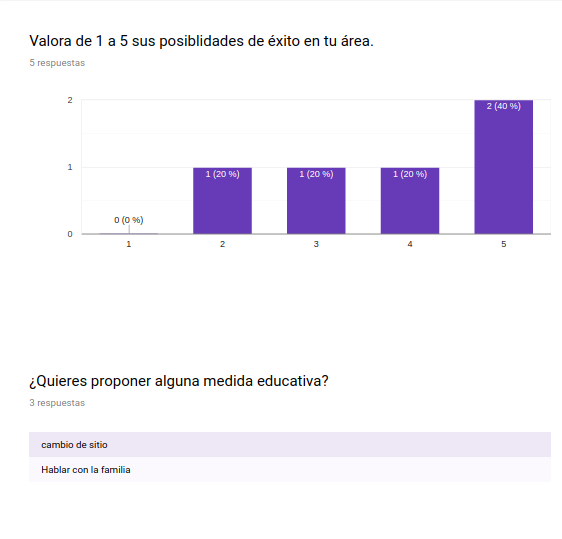 Valora de 1 a 5 sus posiblidades de éxito en tu área.
5 respuestas
2
1
0
0 (0 %)
1 (20 %)
1 (20 %)
1 (20 %)
2 (40 %)
1
2
3
4
5
¿Quieres proponer alguna medida educativa?
3 respuestas
cambio de sitio
Hablar con la familia